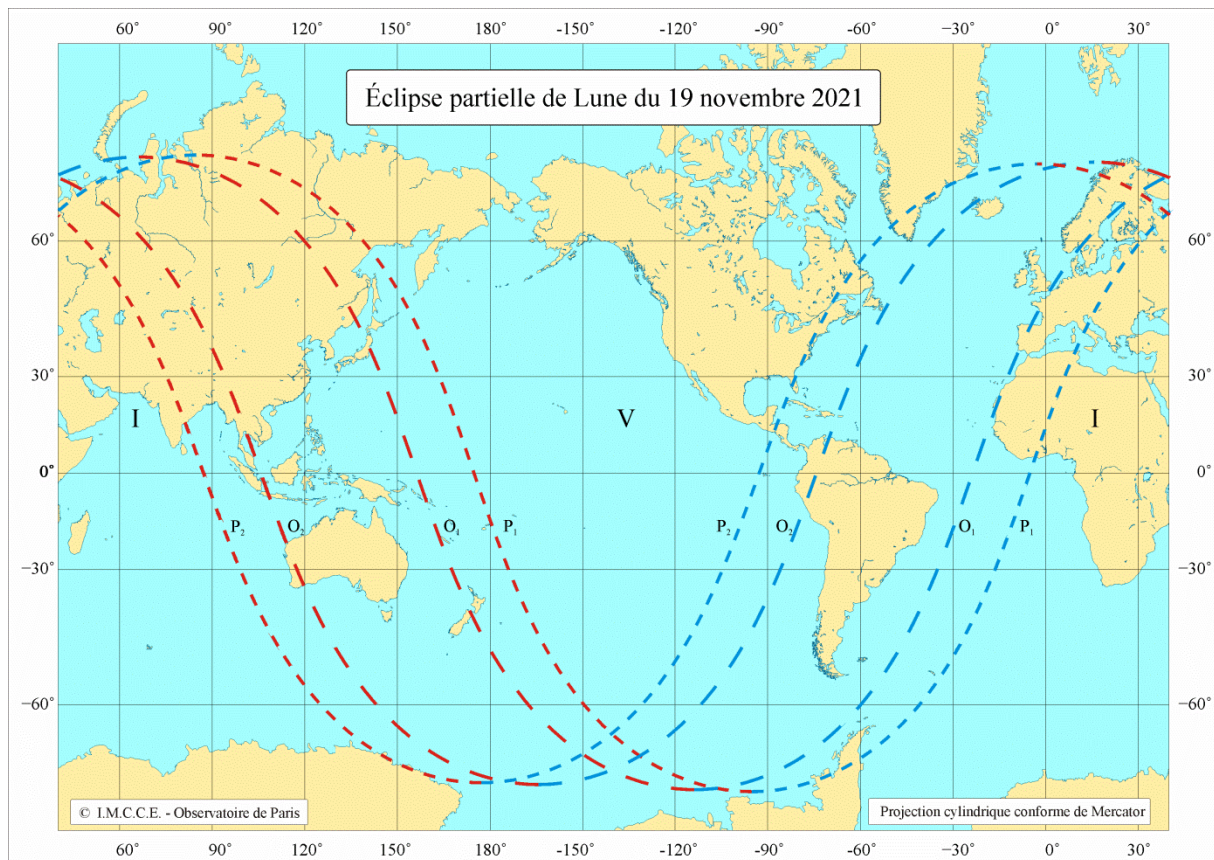 60° 90° 120° 150° 180° -150° -120° -90° -60° -30° 0° 30°
Éclipse partielle de Lune du 19 novembre 2021
60° 60°
30° 30°
I V I
0° 0°
P₂ O₂ O₁ P₁ P₂ O₂ O₁ P₁
-30° -30°
-60° -60°
© I.M.C.C.E. - Observatoire de Paris Projection cylindrique conforme de Mercator
60° 90° 120° 150° 180° -150° -120° -90° -60° -30° 0° 30°